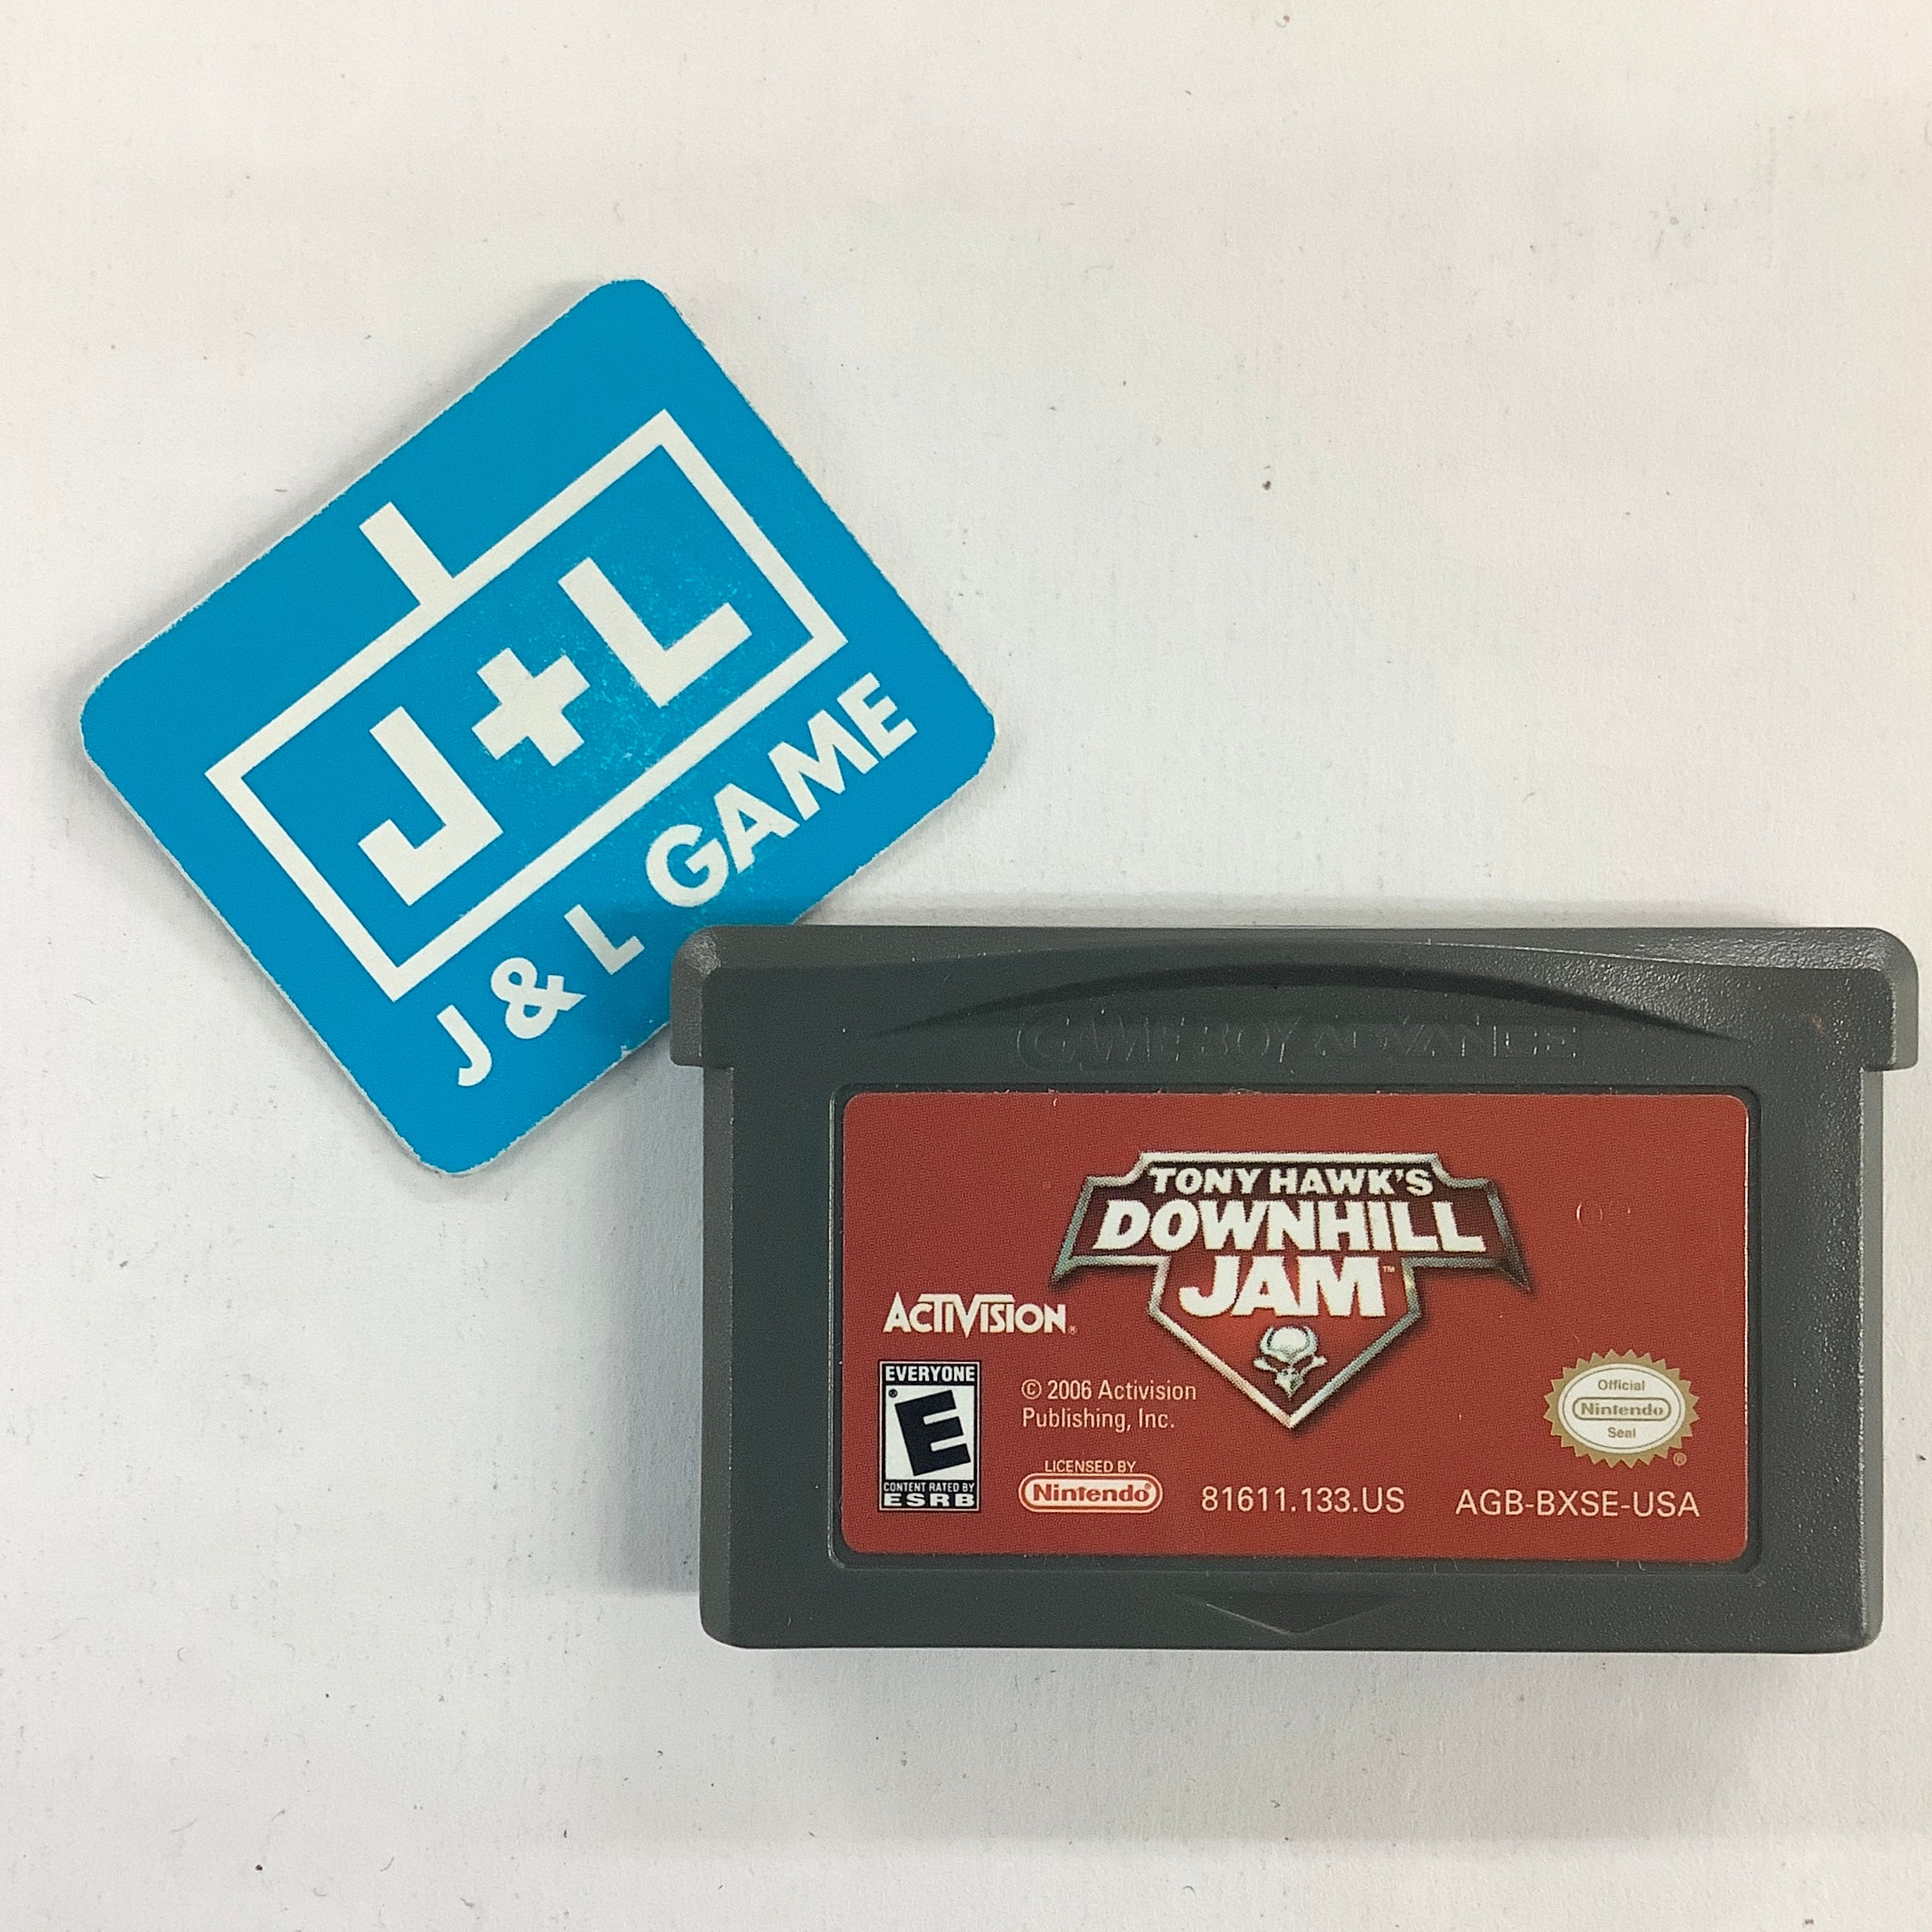 J+L
J & L GAME
GAME BOY ADVANCE
TONY HAWK'S
DOWNHILL
JAM™
ACTIVISION®
EVERYONE
E®
CONTENT RATED BY
ESRB
© 2006 Activision
Publishing, Inc.
LICENSED BY
Nintendo®
81611.133.US
AGB-BXSE-USA
Official
Nintendo
Seal
®